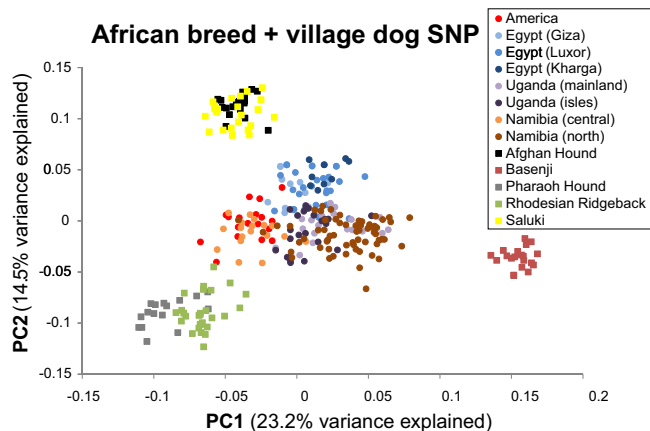 African breed + village dog SNP
America
Egypt (Giza)
Egypt (Luxor)
Egypt (Kharga)
Uganda (mainland)
Uganda (isles)
Namibia (central)
Namibia (north)
Afghan Hound
Basenji
Pharaoh Hound
Rhodesian Ridgeback
Saluki
PC2 (14.5% variance explained)
0.15
0.1
0.05
0
-0.05
-0.1
-0.15
-0.15
-0.1
-0.05
0
0.05
0.1
0.15
0.2
PC1 (23.2% variance explained)